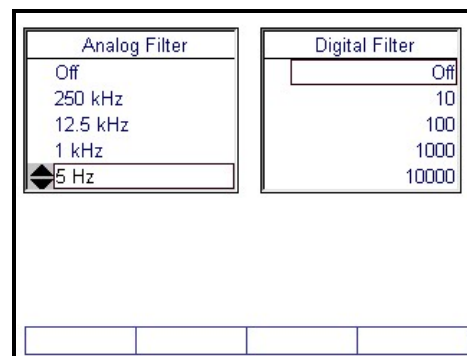 Analog Filter
Off
250 kHz
12.5 kHz
1 kHz
5 Hz
Digital Filter
Off
10
100
1000
10000